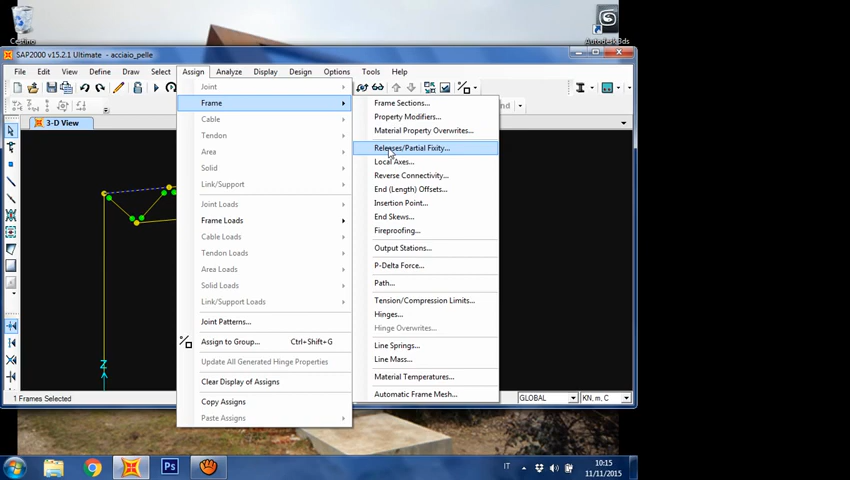 Cestino
Autodesk3ds
SAP2000 v15.2.1 Ultimate - acciaio_pelle
File Edit View Define Draw Select Assign Analyze Display Design Options Tools Help
3-D View
Joint
Frame
Cable
Tendon
Area
Solid
Link/Support
Joint Loads
Frame Loads
Cable Loads
Tendon Loads
Area Loads
Solid Loads
Link/Support Loads
Joint Patterns...
Assign to Group... Ctrl+Shift+G
Update All Generated Hinge Properties
Clear Display of Assigns
Copy Assigns
Paste Assigns
Frame Sections...
Property Modifiers...
Material Property Overwrites...
Releases/Partial Fixity...
Local Axes...
Reverse Connectivity...
End (Length) Offsets...
Insertion Point...
End Skews...
Fireproofing...
Output Stations...
P-Delta Force...
Path...
Tension/Compression Limits...
Hinges...
Hinge Overwrites...
Line Springs...
Line Mass...
Material Temperatures...
Automatic Frame Mesh...
nd
Z
1 Frames Selected
GLOBAL
KN, m, C
Ps
IT
10:15
11/11/2015